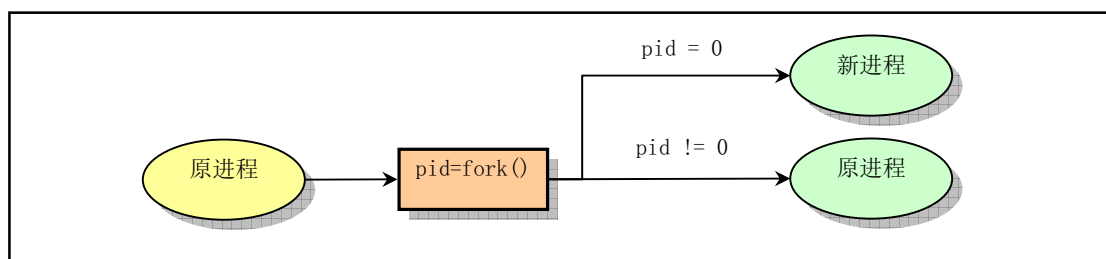 pid = 0
新进程
原进程
pid=fork()
pid != 0
原进程